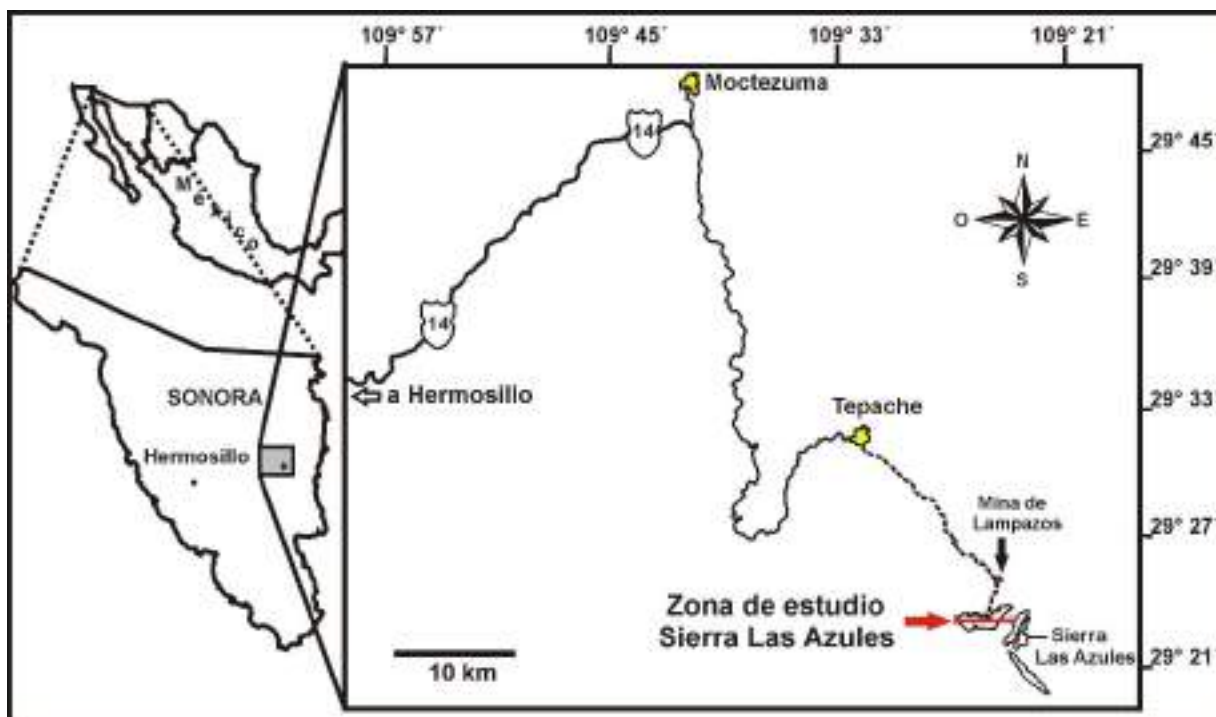 109° 57´
109° 45´
109° 33´
109° 21´
Moctezuma
14
29° 45´
México
N
O
E
S
29° 39´
14
SONORA
a Hermosillo
29° 33´
Tepache
Hermosillo
Mina de
Lampazos
29° 27´
Zona de estudio
Sierra Las Azules
Sierra
Las Azules
29° 21´
10 km